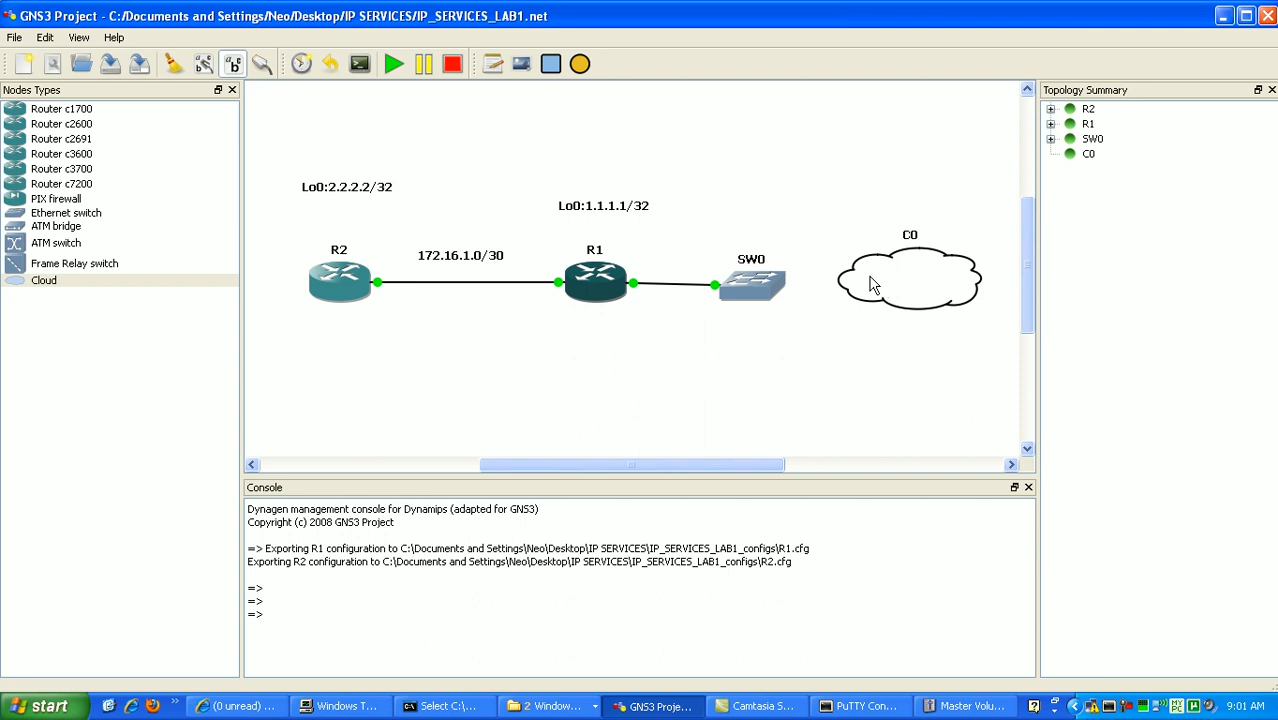 GNS3 Project - C:/Documents and Settings/Neo/Desktop/IP SERVICES/IP_SERVICES_LAB1.net
File Edit View Help
Nodes Types
Router c1700
Router c2600
Router c2691
Router c3600
Router c3700
Router c7200
PIX firewall
Ethernet switch
ATM bridge
ATM switch
Frame Relay switch
Cloud
Lo0:2.2.2.2/32
Lo0:1.1.1.1/32
R2
172.16.1.0/30
R1
SW0
C0
Topology Summary
R2
R1
SW0
C0
Console
Dynagen management console for Dynamips (adapted for GNS3)
Copyright (c) 2008 GNS3 Project
=> Exporting R1 configuration to C:\Documents and Settings\Neo\Desktop\IP SERVICES\IP_SERVICES_LAB1_configs\R1.cfg
Exporting R2 configuration to C:\Documents and Settings\Neo\Desktop\IP SERVICES\IP_SERVICES_LAB1_configs\R2.cfg
=>
=>
=>
start
(0 unread) ...
Windows T...
Select C:\...
2 Window...
GNS3 Proje...
Camtasia S...
PuTTY Con...
Master Volu...
9:01 AM